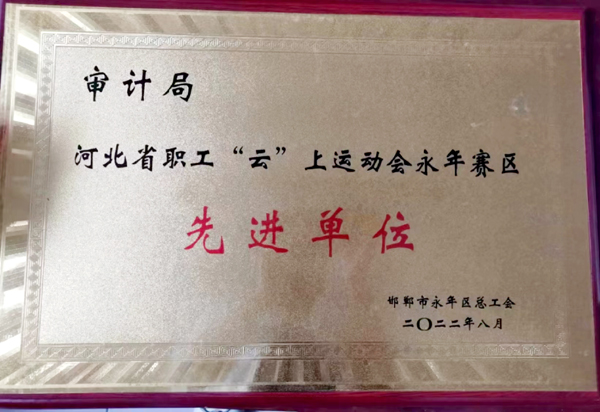 审计局
河北省职工“云”上运动会永年赛区
先进单位
邯郸市永年区总工会
二〇二二年八月